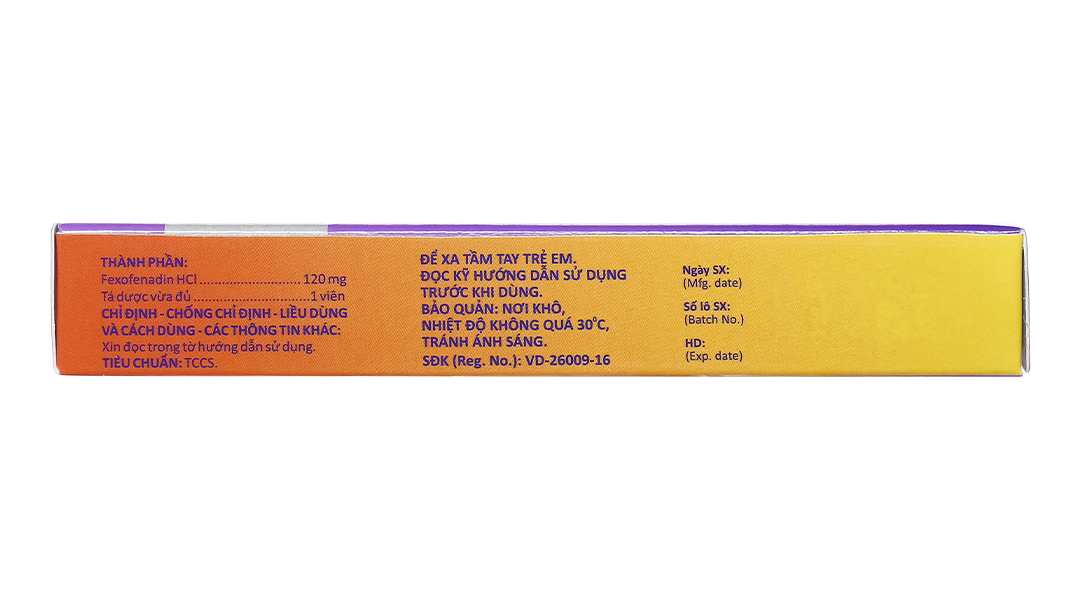 THÀNH PHẦN:
Fexofenadin HCl ............................ 120 mg
Tá dược vừa đủ ................................. 1 viên
CHỈ ĐỊNH - CHỐNG CHỈ ĐỊNH - LIỀU DÙNG
VÀ CÁCH DÙNG - CÁC THÔNG TIN KHÁC:
Xin đọc trong tờ hướng dẫn sử dụng.
TIÊU CHUẨN: TCCS.
ĐỂ XA TẦM TAY TRẺ EM.
ĐỌC KỸ HƯỚNG DẪN SỬ DỤNG
TRƯỚC KHI DÙNG.
BẢO QUẢN: NƠI KHÔ,
NHIỆT ĐỘ KHÔNG QUÁ 30°C,
TRÁNH ÁNH SÁNG.
SĐK (Reg. No.): VD-26009-16
Ngày SX:
(Mfg. date)
Số lô SX:
(Batch No.)
HD:
(Exp. date)